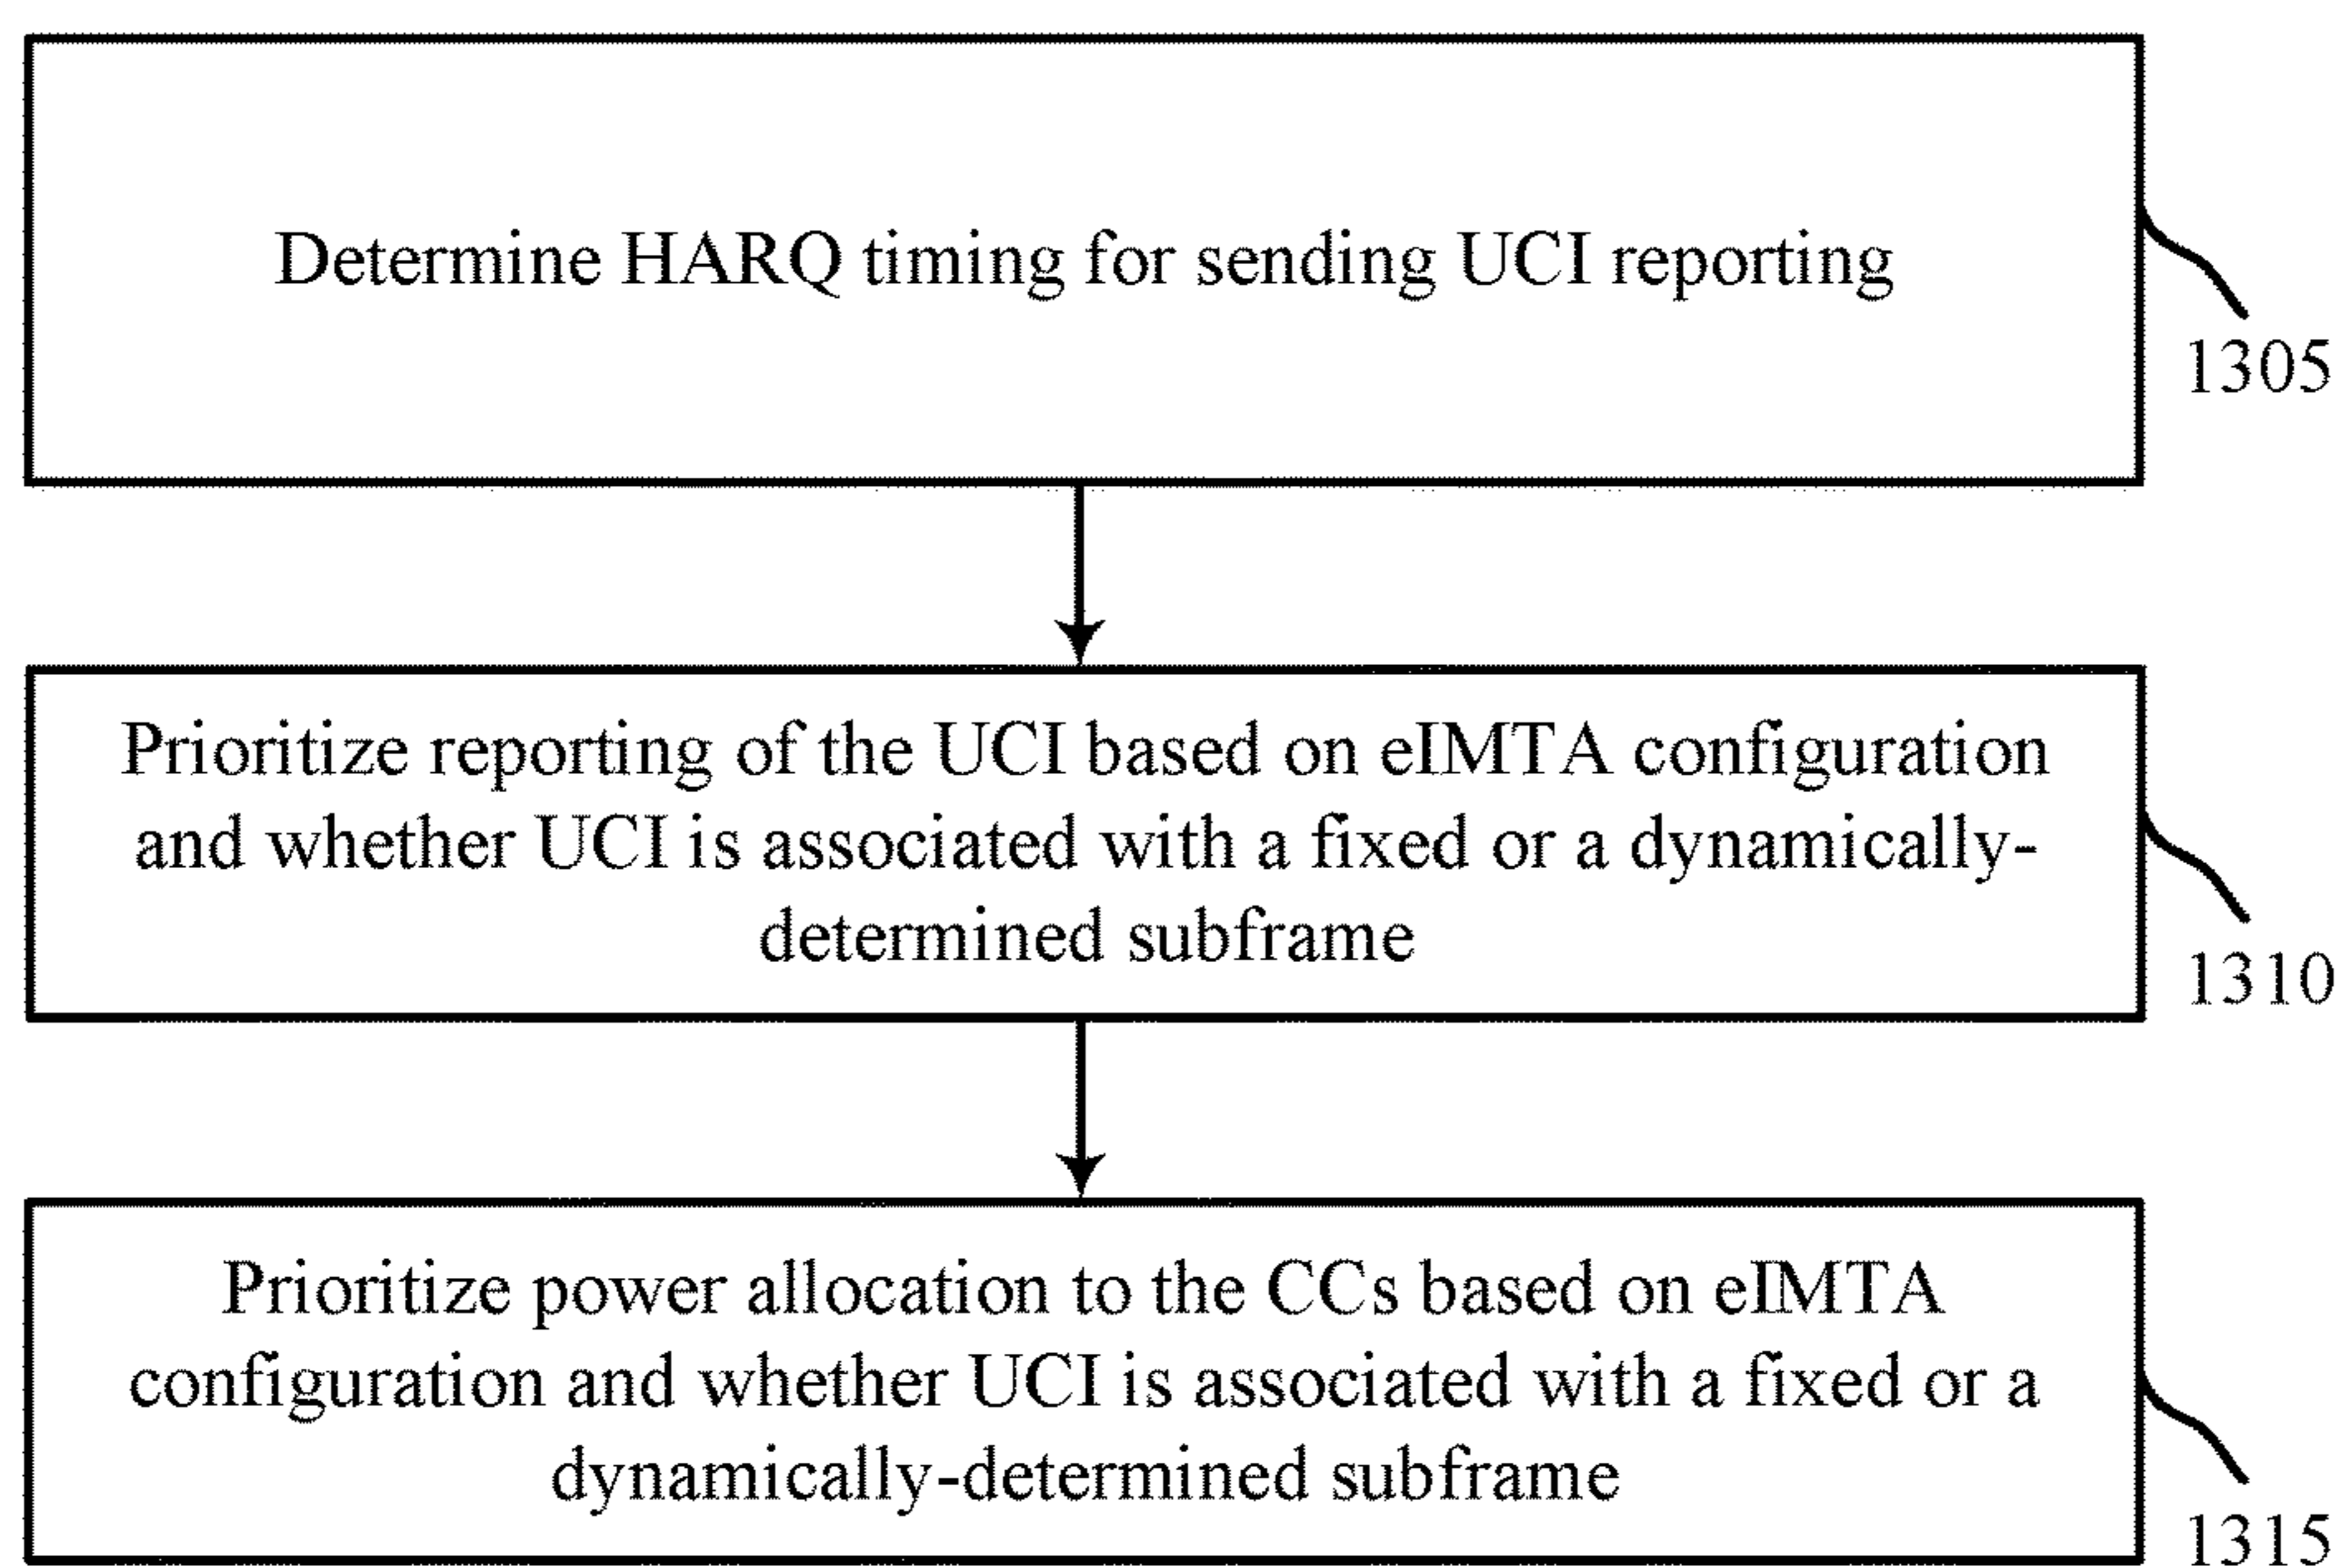 Determine HARQ timing for sending UCI reporting
1305
Prioritize reporting of the UCI based on eIMTA configuration
and whether UCI is associated with a fixed or a dynamically-
determined subframe
1310
Prioritize power allocation to the CCs based on eIMTA
configuration and whether UCI is associated with a fixed or a
dynamically-determined subframe
1315